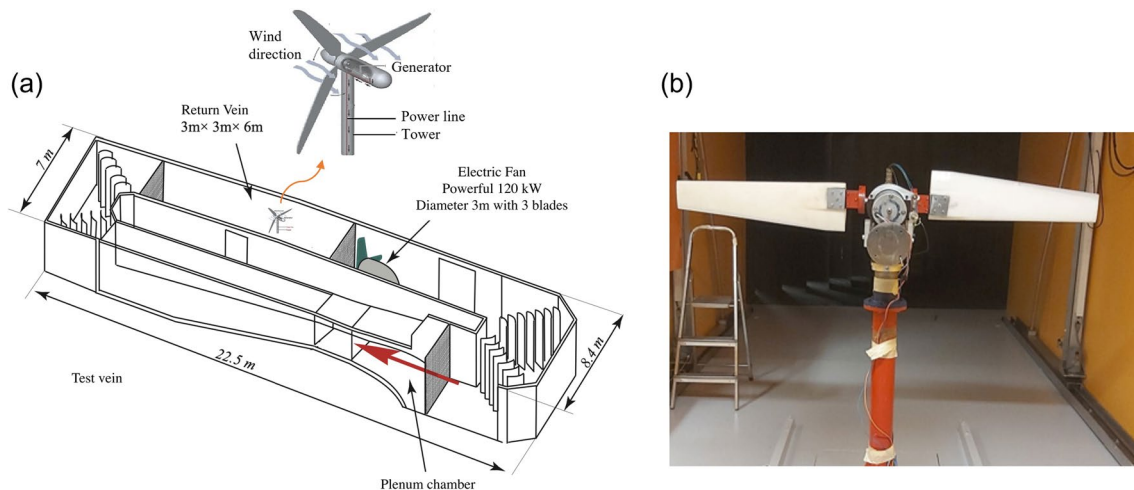 (a)
Wind
direction
Generator
Power line
Tower
Return Vein
3m× 3m× 6m
Electric Fan
Powerful 120 kW
Diameter 3m with 3 blades
7 m
22.5 m
8.4 m
Test vein
Plenum chamber
(b)